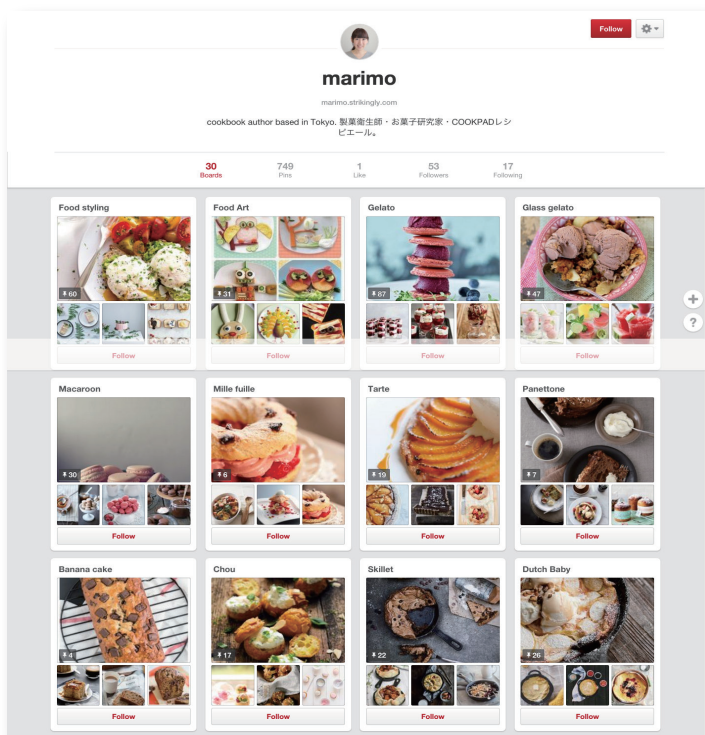 Follow
marimo
marimo.strikingly.com
cookbook author based in Tokyo. 製菓衛生師・お菓子研究家・COOKPADレシ
ピエール。
30 749 1 53 17
Boards Pins Like Followers Following
Food styling Food Art Gelato Glass gelato
60 31 87 47
+
?
Follow Follow Follow Follow
Macaroon Mille fuille Tarte Panettone
30 6 19 7
Follow Follow Follow Follow
Banana cake Chou Skillet Dutch Baby
4 17 22 26
Follow Follow Follow Follow